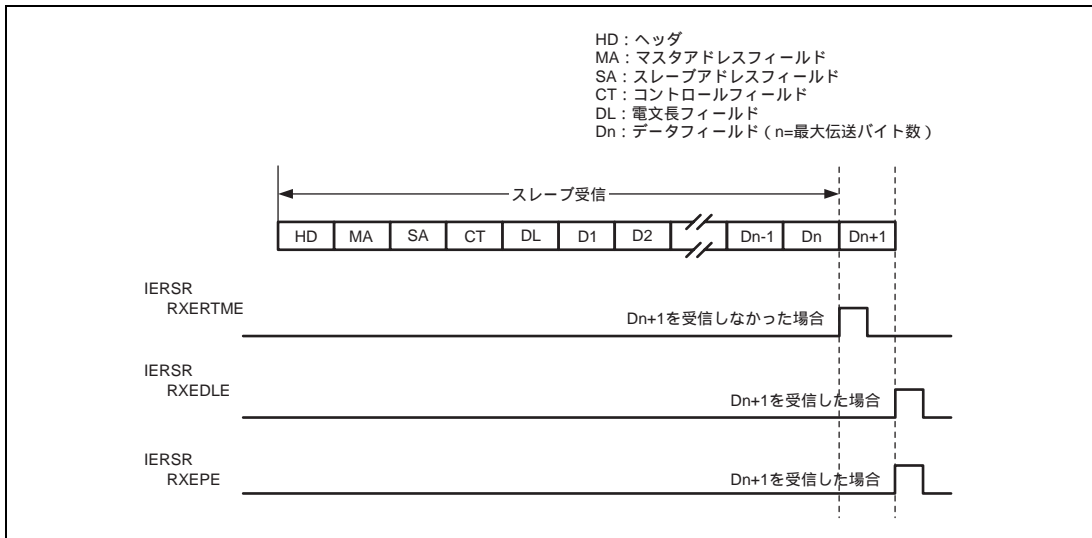 HD：ヘッダ
MA：マスタアドレスフィールド
SA：スレーブアドレスフィールド
CT：コントロールフィールド
DL：電文長フィールド
Dn：データフィールド（n=最大伝送バイト数）
スレーブ受信
HD MA SA CT DL D1 D2 Dn-1 Dn Dn+1
IERSR
RXERTME
Dn+1を受信しなかった場合
IERSR
RXEDLE
Dn+1を受信した場合
IERSR
RXEPE
Dn+1を受信した場合